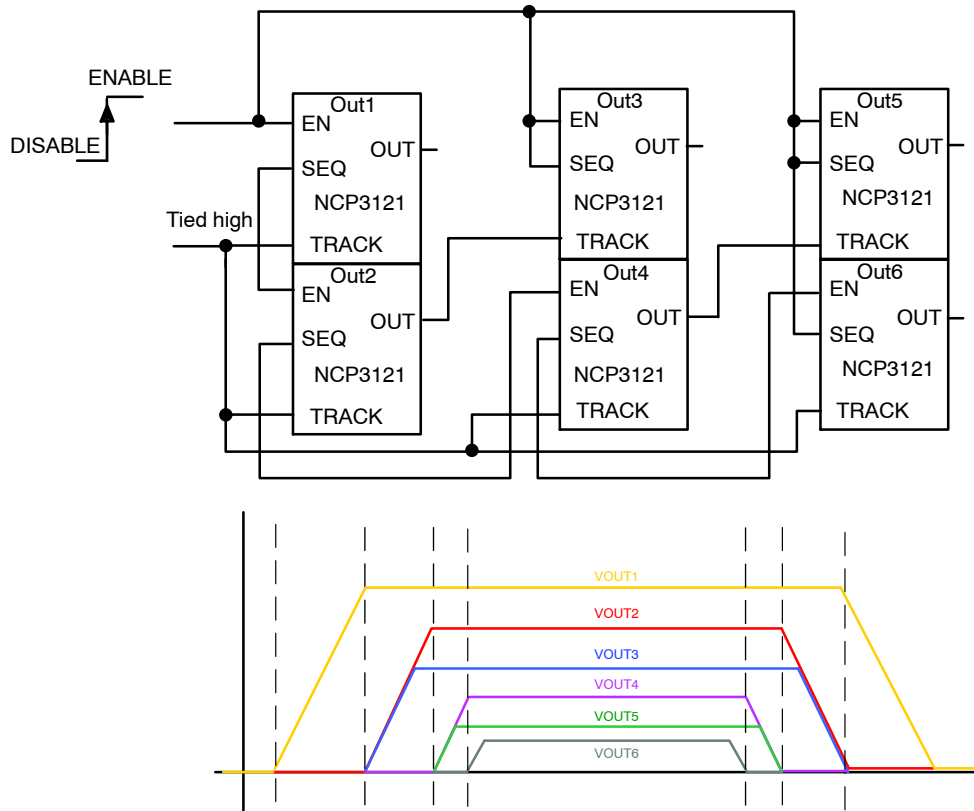 ENABLE
DISABLE
Tied high
Out1
EN
OUT
SEQ
NCP3121
TRACK
Out2
EN
OUT
SEQ
NCP3121
TRACK
Out3
EN
OUT
SEQ
NCP3121
TRACK
Out4
EN
OUT
SEQ
NCP3121
TRACK
Out5
EN
OUT
SEQ
NCP3121
TRACK
Out6
EN
OUT
SEQ
NCP3121
TRACK
VOUT1
VOUT2
VOUT3
VOUT4
VOUT5
VOUT6